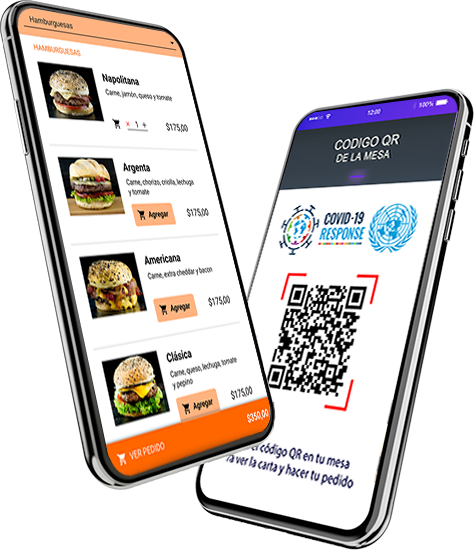 Hamburguesas
HAMBURGUESAS
Napolitana
Carne, jamón, queso y tomate
× 1 +
$175,00
Argenta
Carne, chorizo, criolla, lechuga
y tomate
Agregar
$175,00
Americana
Carne, extra cheddar y bacon
Agregar
$175,00
Clásica
Carne, queso, lechuga, tomate
y pepino
Agregar
$175,00
VER PEDIDO
$350,00
12:00
100%
CODIGO QR
DE LA MESA
COVID-19
RESPONSE
el código QR en tu mesa
ra ver la carta y hacer tu pedido